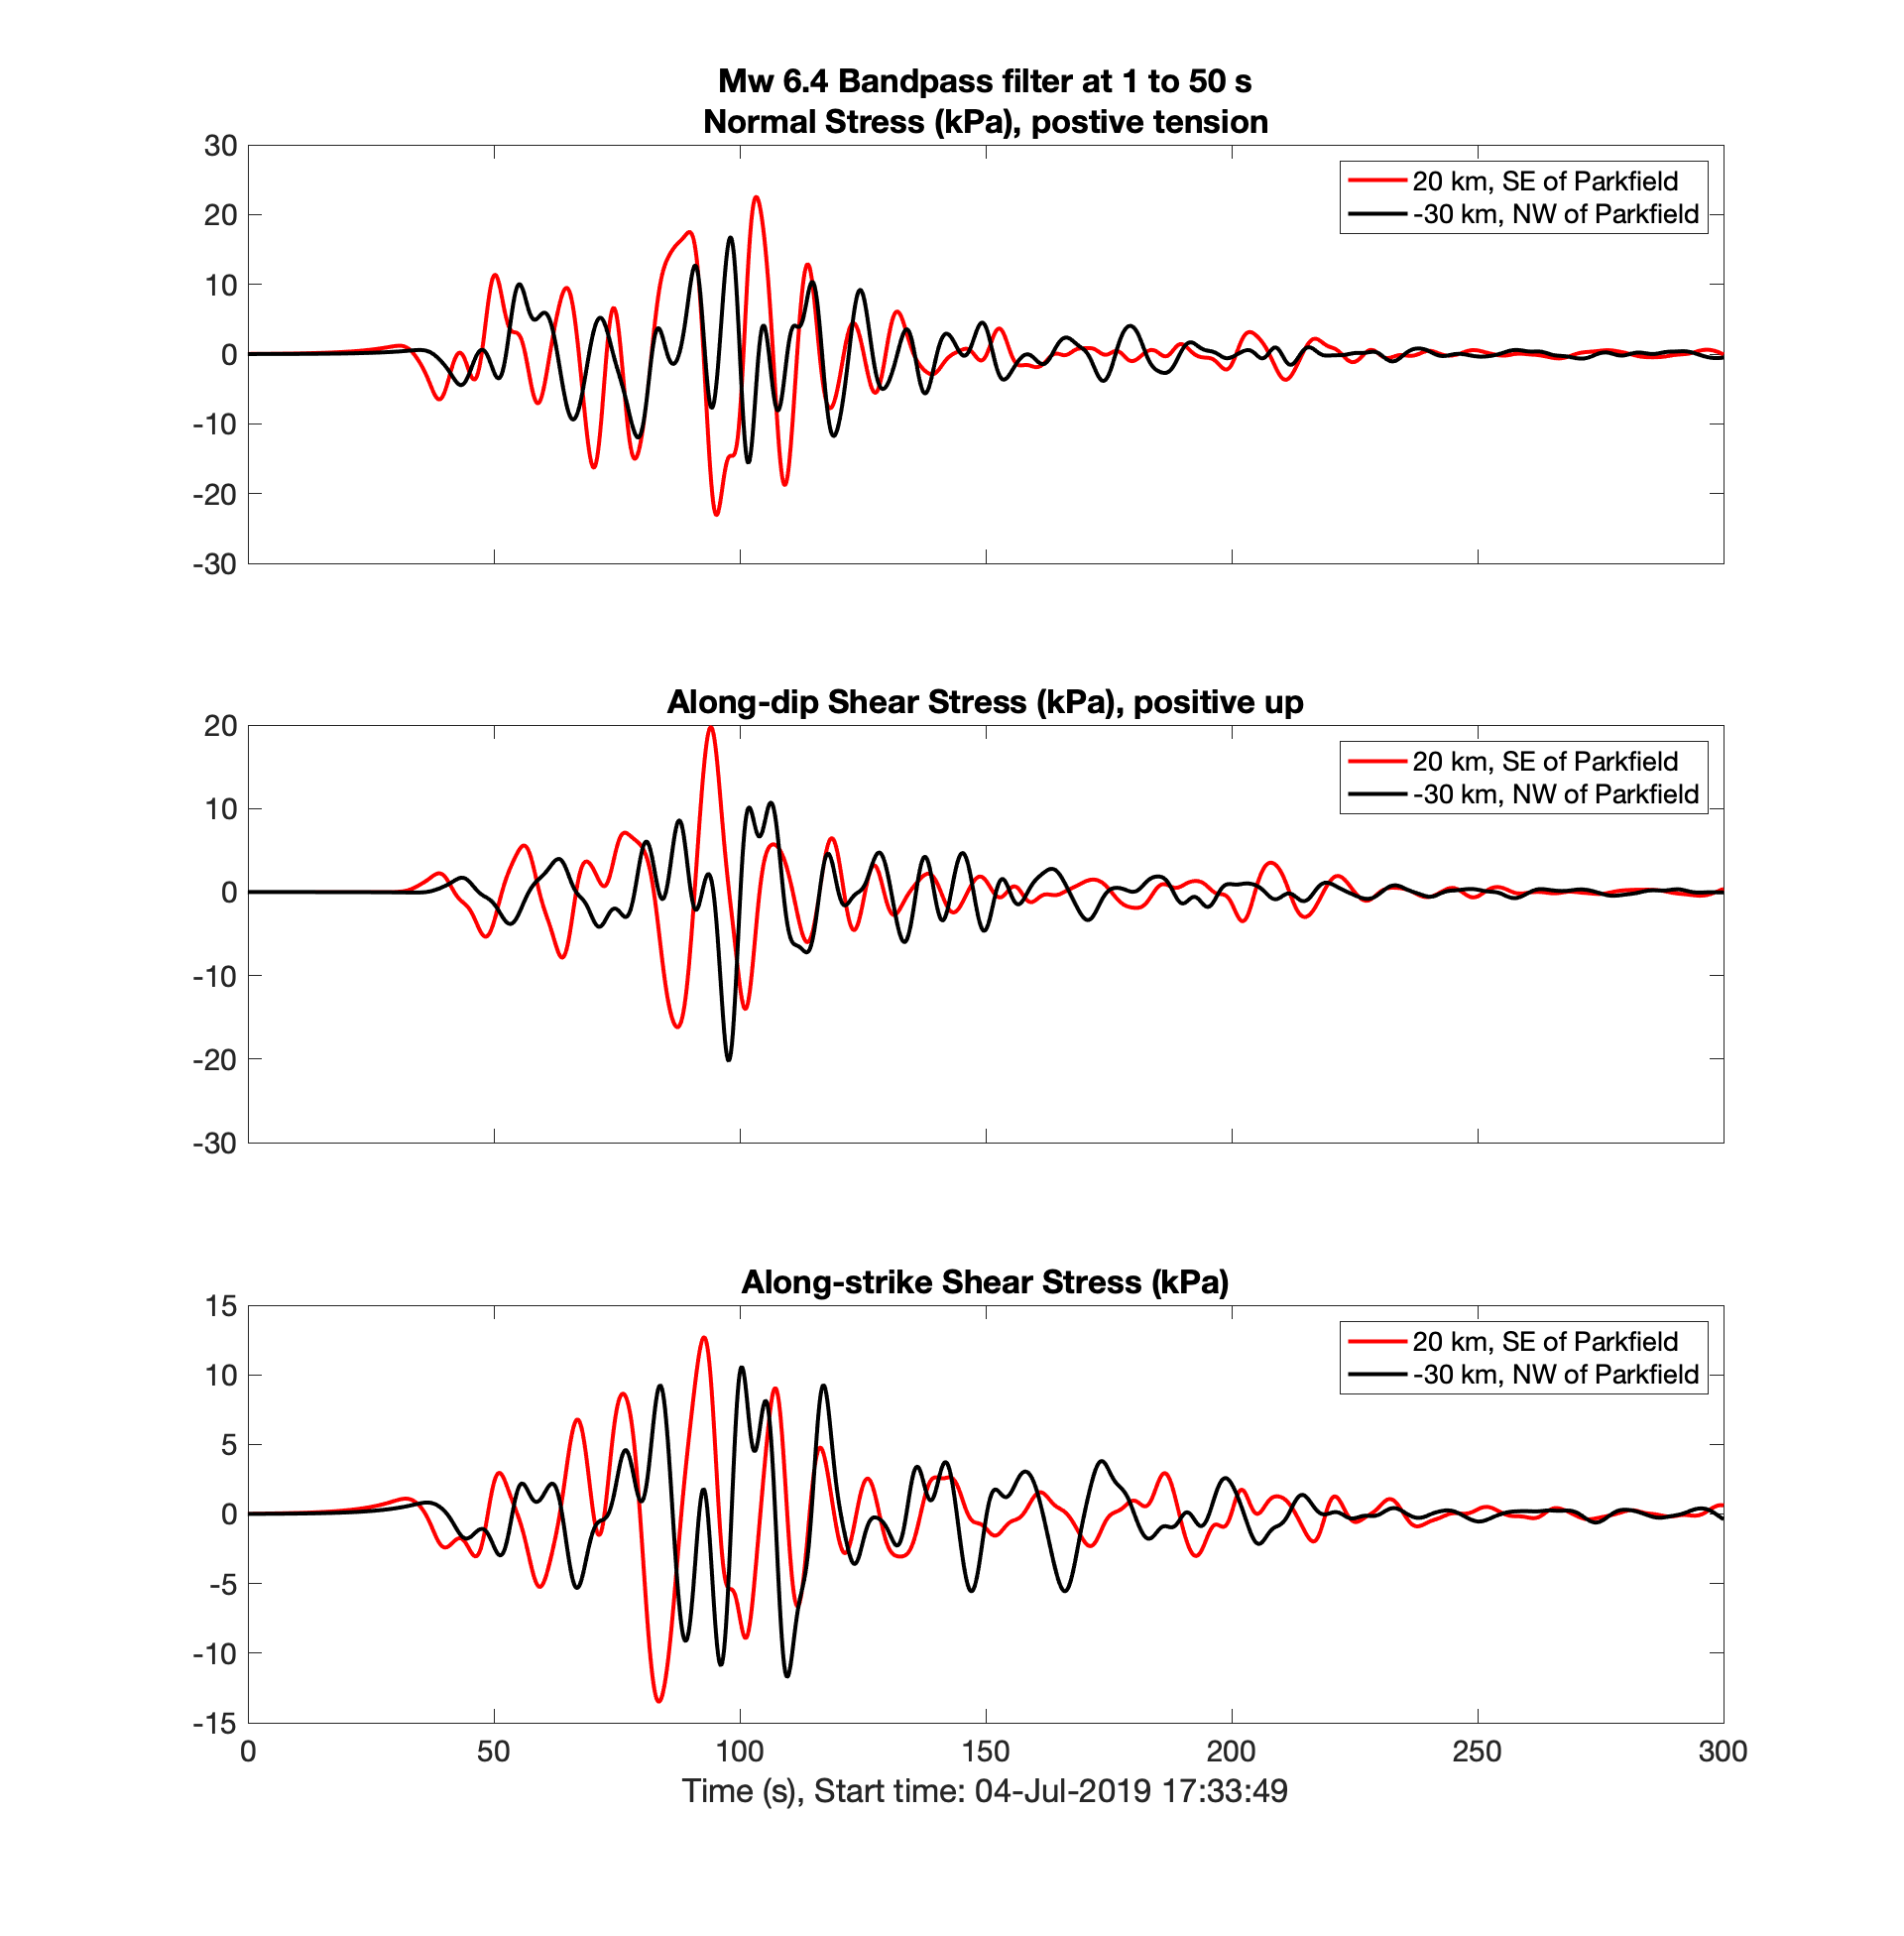 Mw 6.4 Bandpass filter at 1 to 50 s
Normal Stress (kPa), postive tension
30
20
10
0
-10
-20
-30
20 km, SE of Parkfield
-30 km, NW of Parkfield
Along-dip Shear Stress (kPa), positive up
20
10
0
-10
-20
-30
20 km, SE of Parkfield
-30 km, NW of Parkfield
Along-strike Shear Stress (kPa)
15
10
5
0
-5
-10
-15
20 km, SE of Parkfield
-30 km, NW of Parkfield
0 50 100 150 200 250 300
Time (s), Start time: 04-Jul-2019 17:33:49